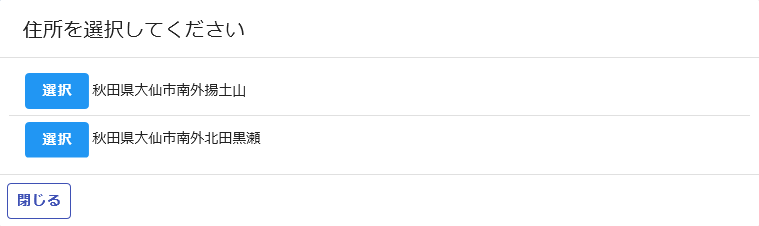 住所を選択してください
選択 秋田県大仙市南外揚土山
選択 秋田県大仙市南外北田黒瀬
閉じる